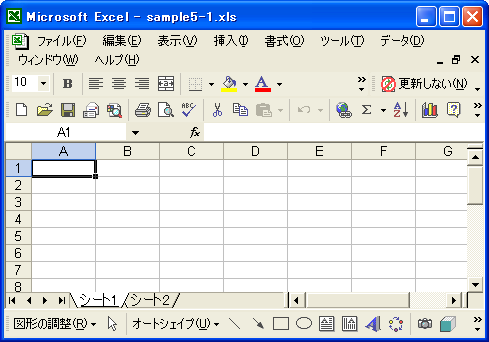 Microsoft Excel - sample5-1.xls
ファイル(F) 編集(E) 表示(V) 挿入(I) 書式(O) ツール(T) データ(D)
ウィンドウ(W) ヘルプ(H)
10 B A 更新しない(N)
ABC Σ A Z ?
A1 fx
A B C D E F G
1
2
3
4
5
6
7
8
シート1 シート2
図形の調整(R) オートシェイプ(U) A